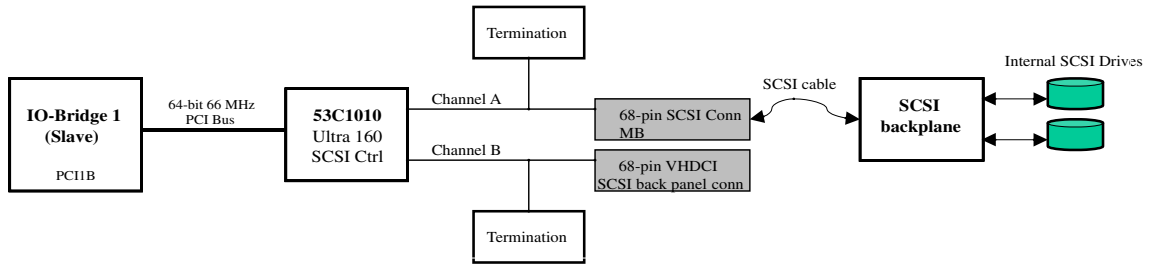 Termination
Internal SCSI Drives
IO-Bridge 1
(Slave)
PCI1B
64-bit 66 MHz
PCI Bus
53C1010
Ultra 160
SCSI Ctrl
Channel A
Channel B
68-pin SCSI Conn
MB
68-pin VHDCI
SCSI back panel conn
SCSI cable
SCSI
backplane
Termination